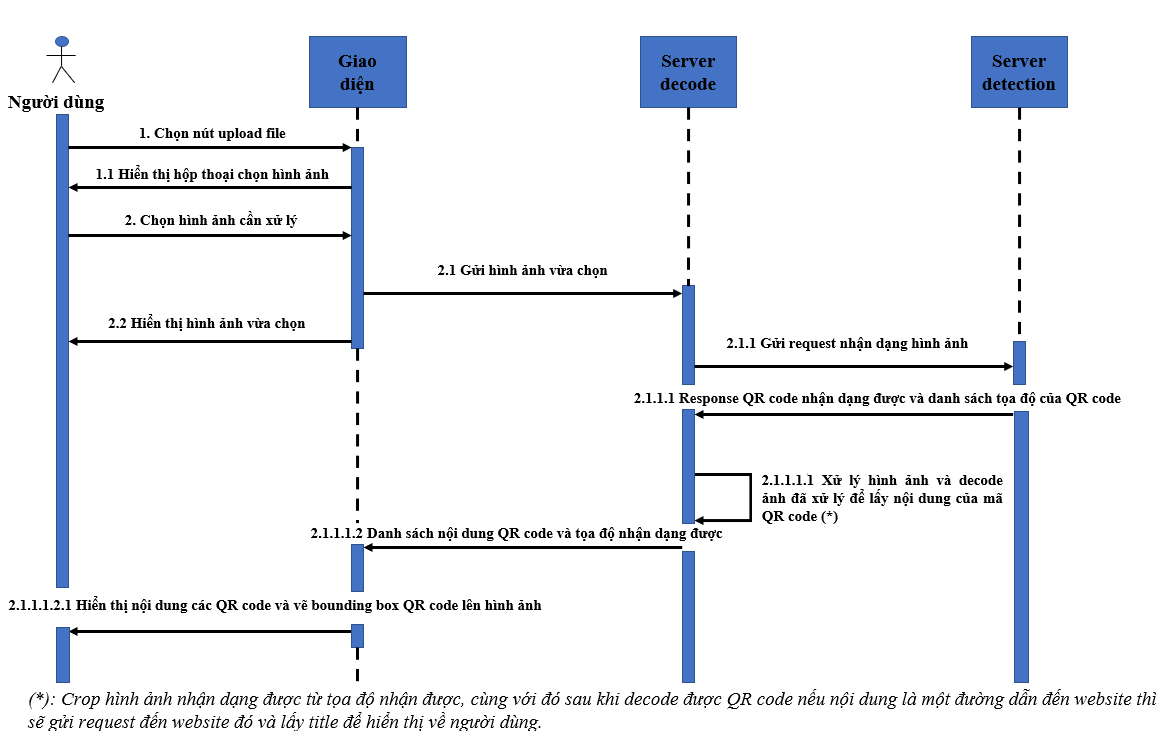 Giao
diện
Server
decode
Server
detection
Người dùng
1. Chọn nút upload file
1.1 Hiển thị hộp thoại chọn hình ảnh
2. Chọn hình ảnh cần xử lý
2.1 Gửi hình ảnh vừa chọn
2.2 Hiển thị hình ảnh vừa chọn
2.1.1 Gửi request nhận dạng hình ảnh
2.1.1.1 Response QR code nhận dạng được và danh sách tọa độ của QR code
2.1.1.1.1 Xử lý hình ảnh và decode
ảnh đã xử lý để lấy nội dung của mã
QR code (*)
2.1.1.1.2 Danh sách nội dung QR code và tọa độ nhận dạng được
2.1.1.1.2.1 Hiển thị nội dung các QR code và vẽ bounding box QR code lên hình ảnh
(*): Crop hình ảnh nhận dạng được từ tọa độ nhận được, cùng với đó sau khi decode được QR code nếu nội dung là một đường dẫn đến website thì
sẽ gửi request đến website đó và lấy title để hiển thị về người dùng.